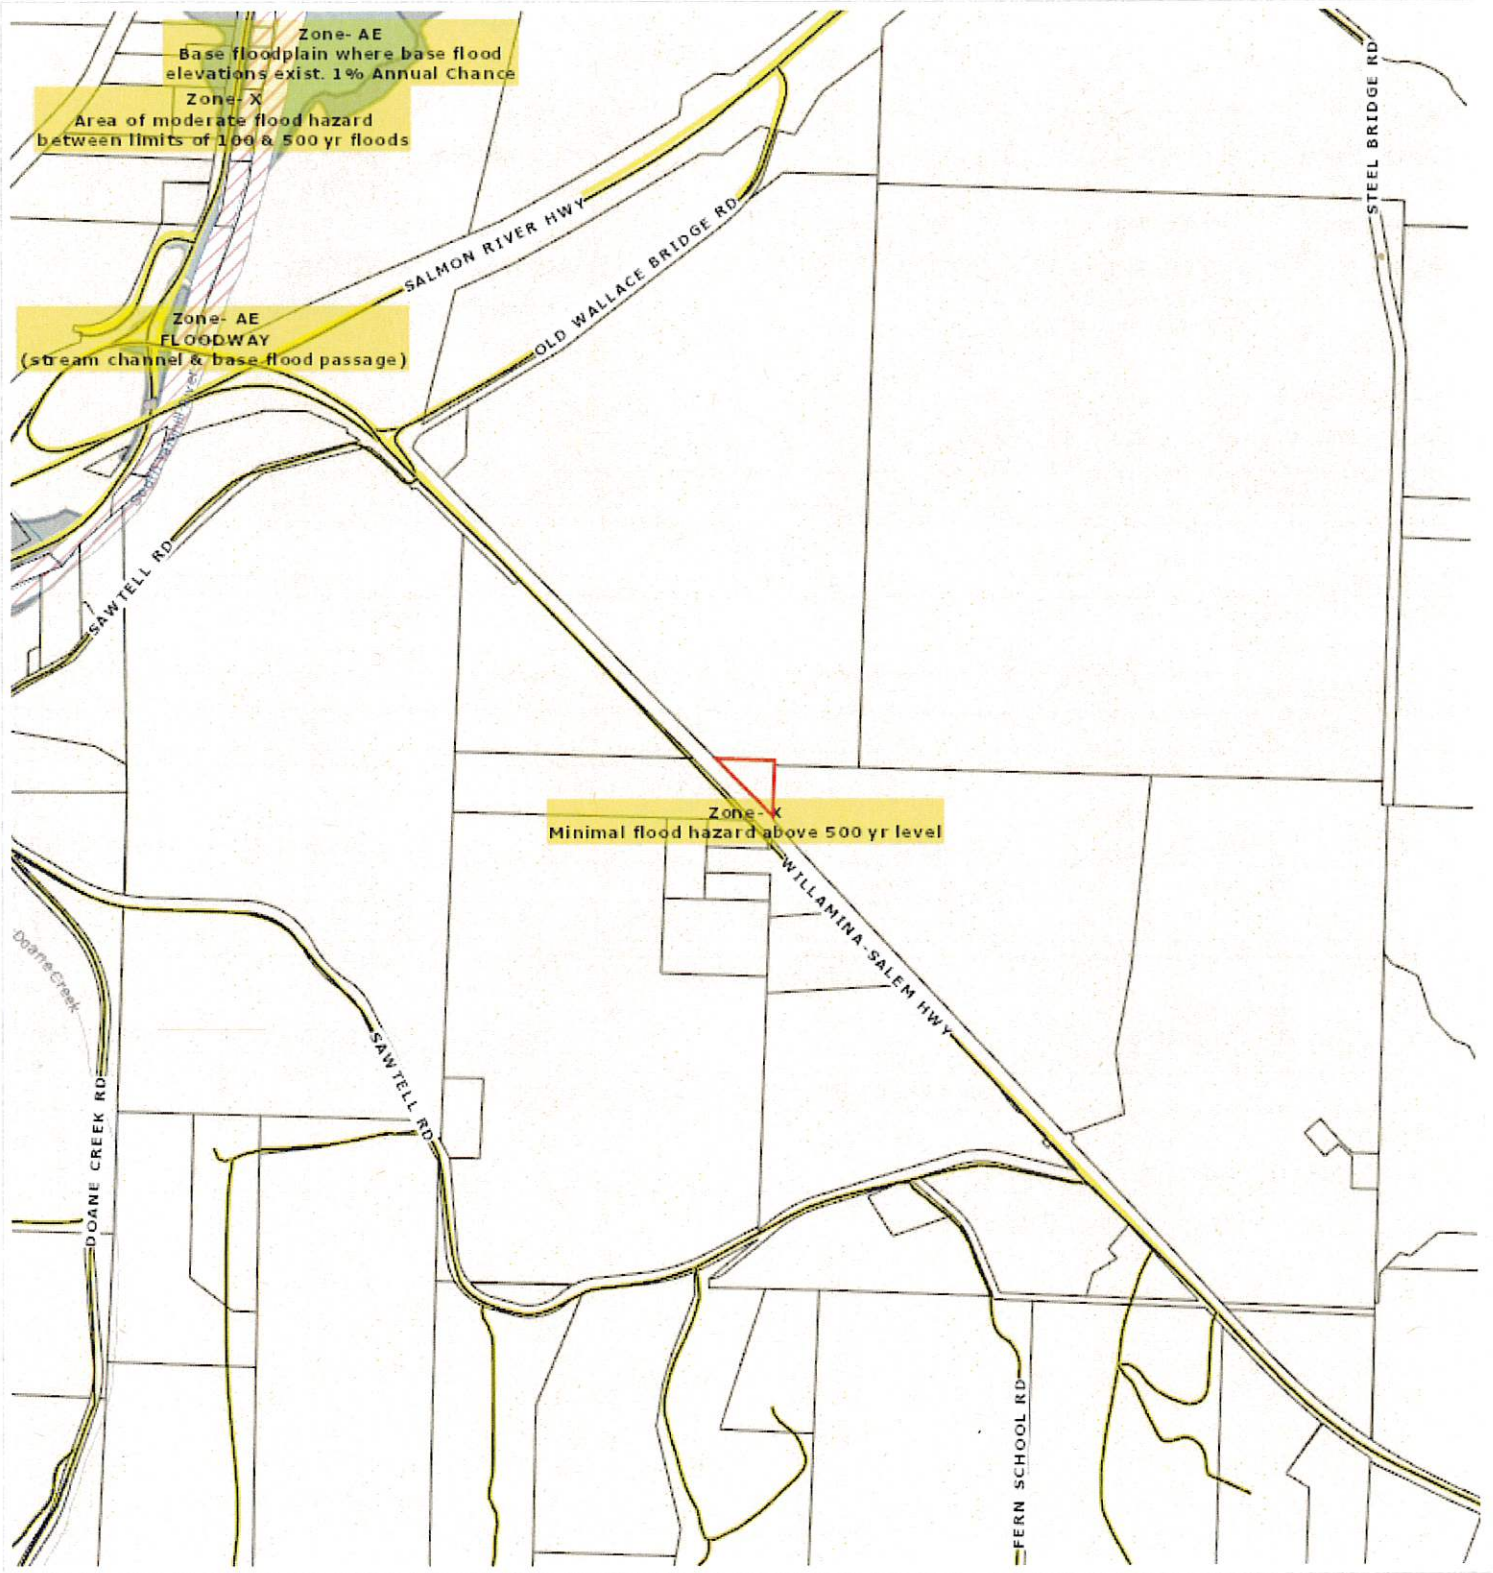 Zone- AE
Base floodplain where base flood
elevations exist. 1% Annual Chance
Zone- X
Area of moderate flood hazard
between limits of 100 & 500 yr floods
STEEL BRIDGE RD
SALMON RIVER HWY
OLD WALLACE BRIDGE RD
Zone- AE
FLOODWAY
(stream channel & base flood passage)
South Yamhill River
SAWTELL RD
Zone- X
Minimal flood hazard above 500 yr level
WILLAMINA-SALEM HWY
Doane Creek
SAWTELL RD
DOANE CREEK RD
FERN SCHOOL RD